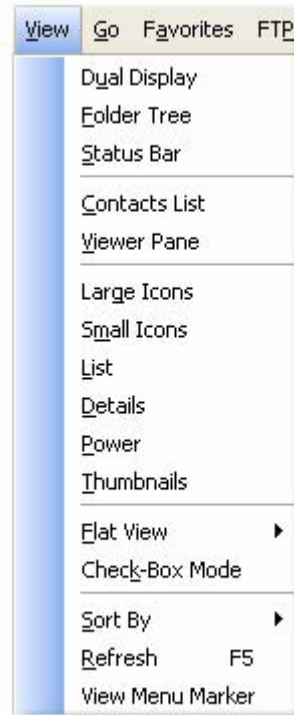 View Go Favorites FTP
Dual Display
Folder Tree
Status Bar
Contacts List
Viewer Pane
Large Icons
Small Icons
List
Details
Power
Thumbnails
Flat View
Check-Box Mode
Sort By
Refresh F5
View Menu Marker